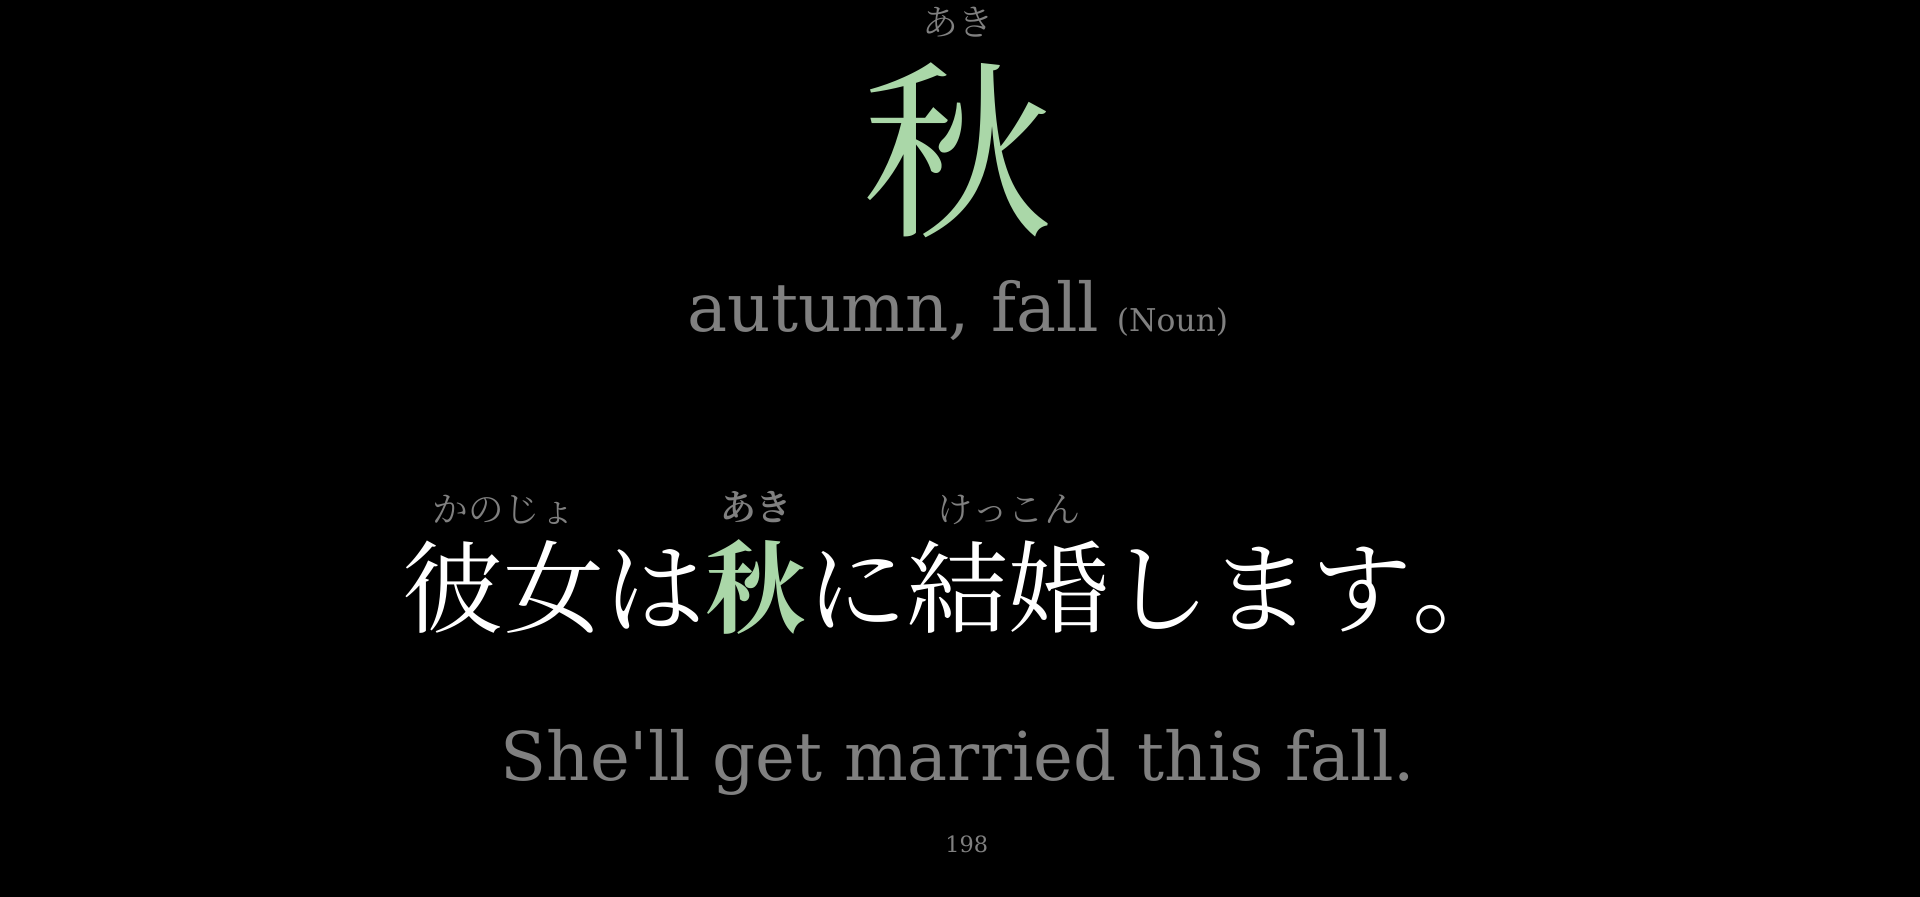 あき
秋
autumn, fall (Noun)
かのじょ あき けっこん
彼女は秋に結婚します。
She'll get married this fall.
198